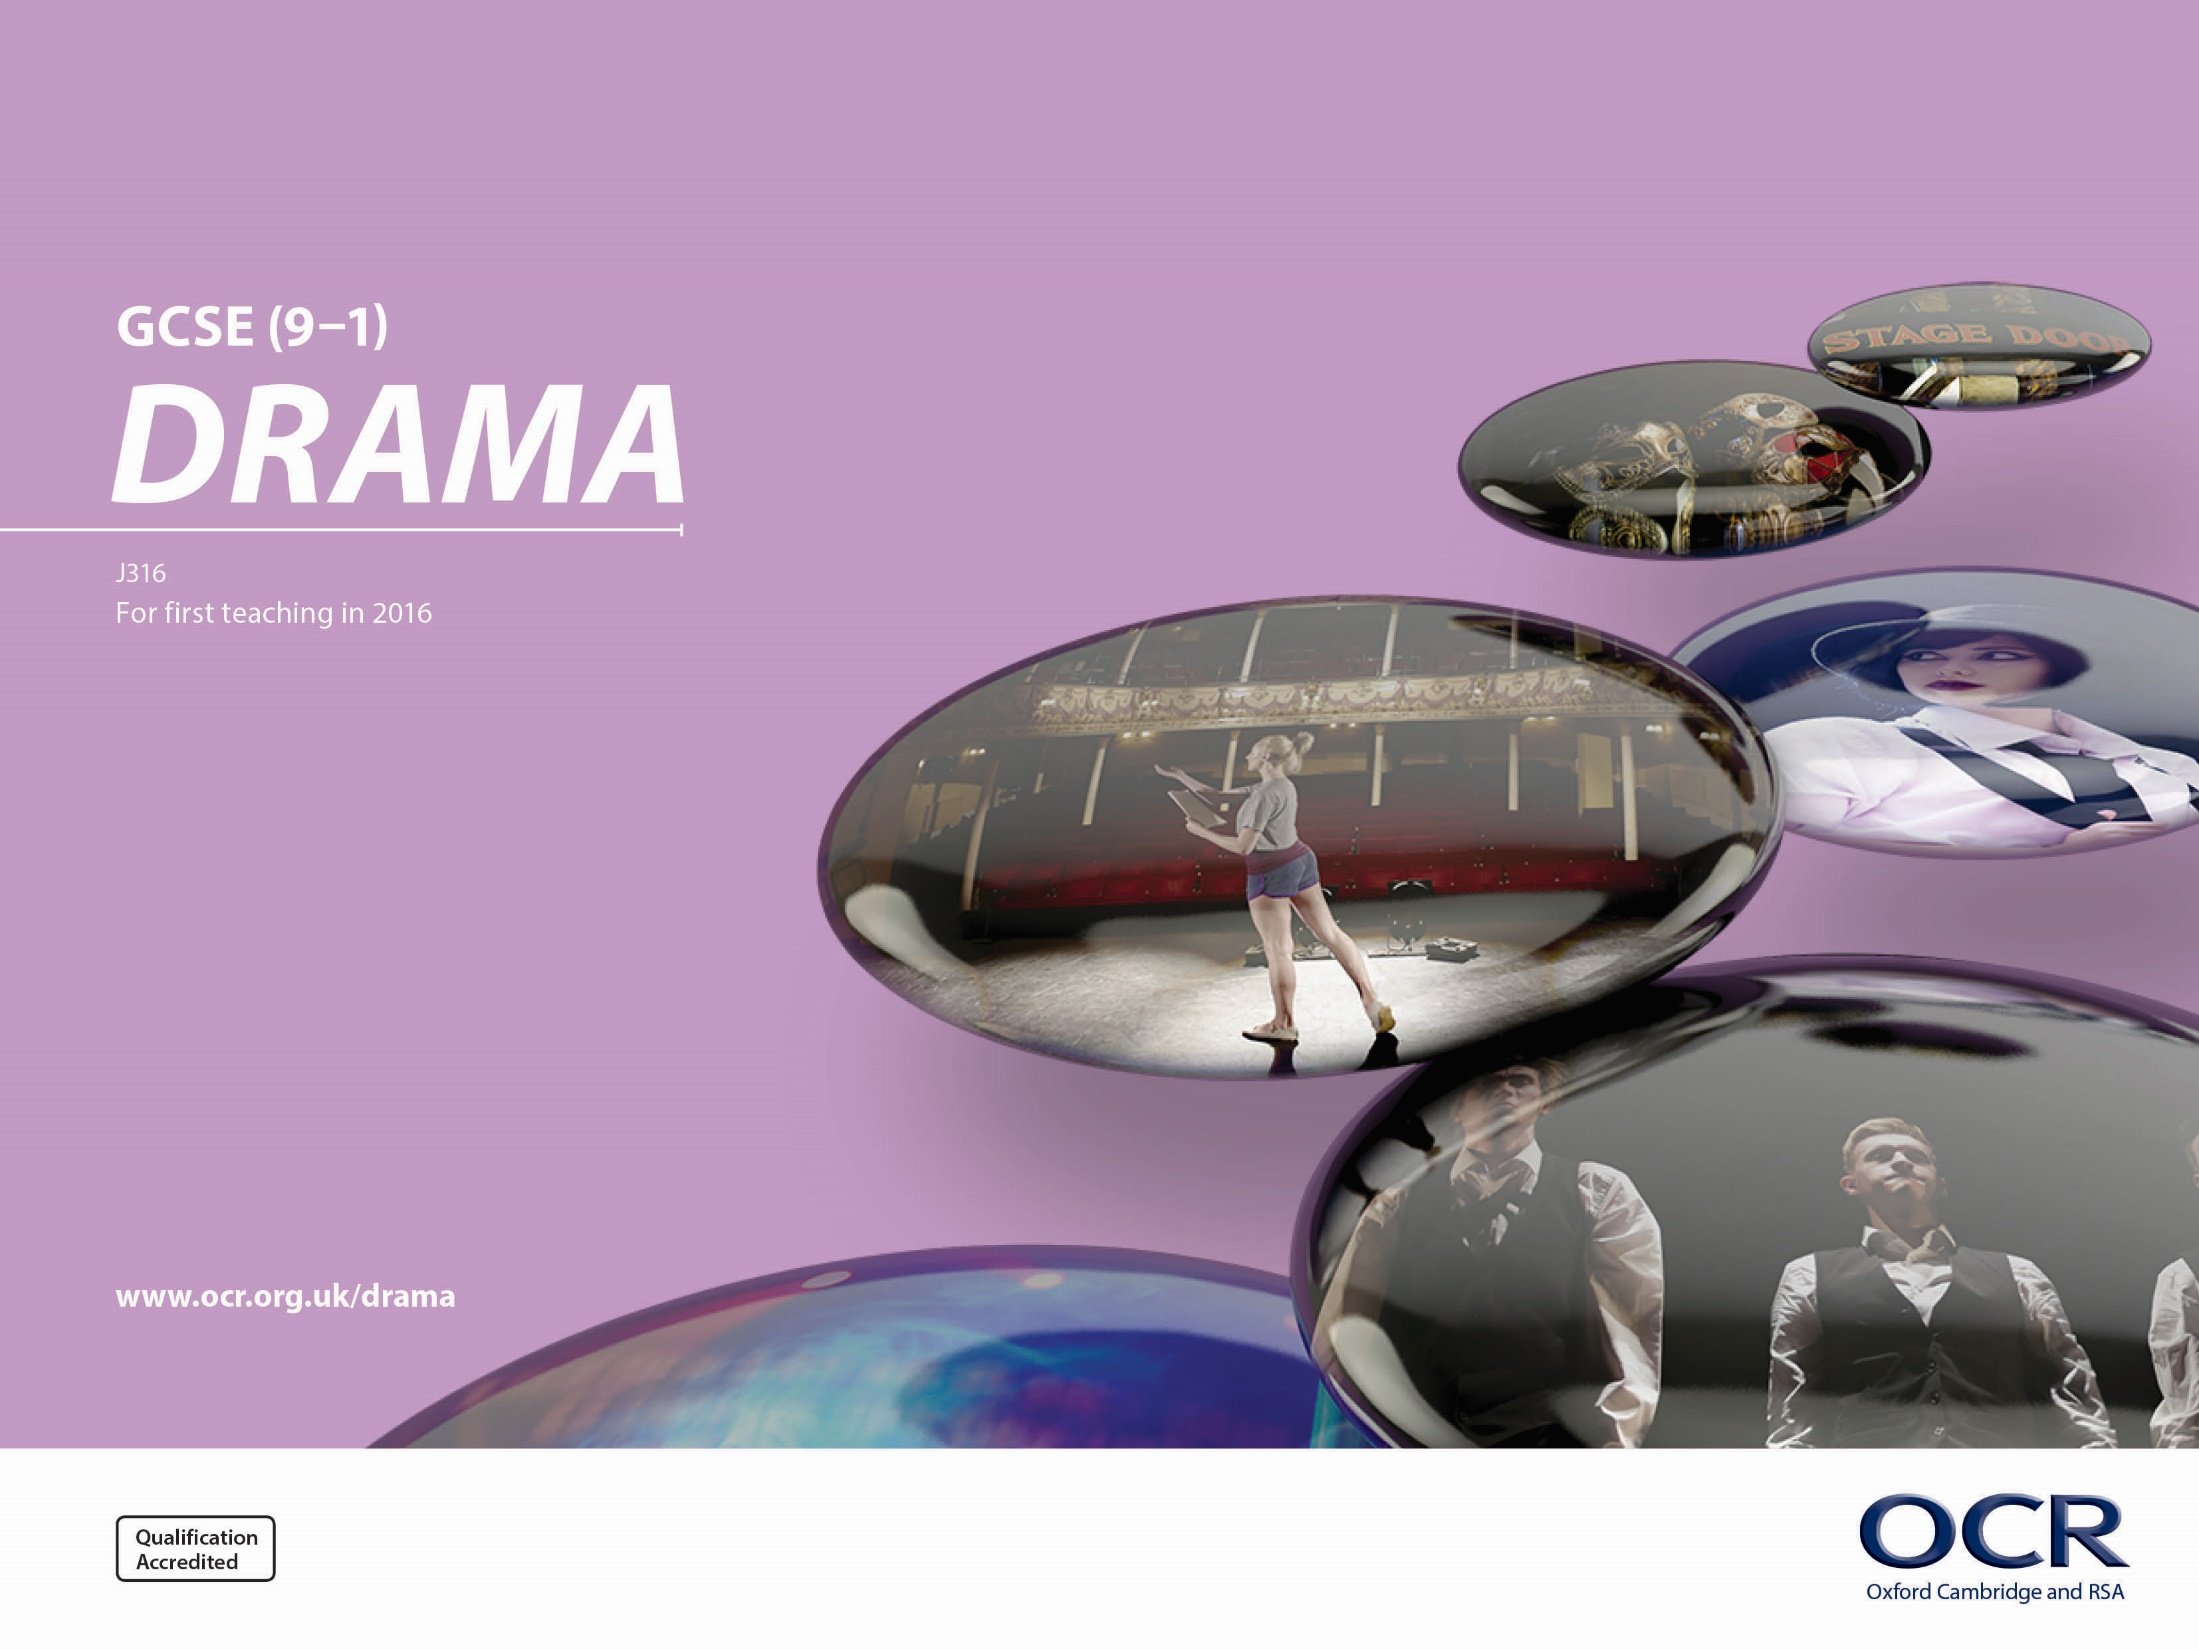 GCSE (9–1)
DRAMA
J316
For first teaching in 2016
STAGE DOOR
www.ocr.org.uk/drama
Qualification
Accredited
OCR
Oxford Cambridge and RSA